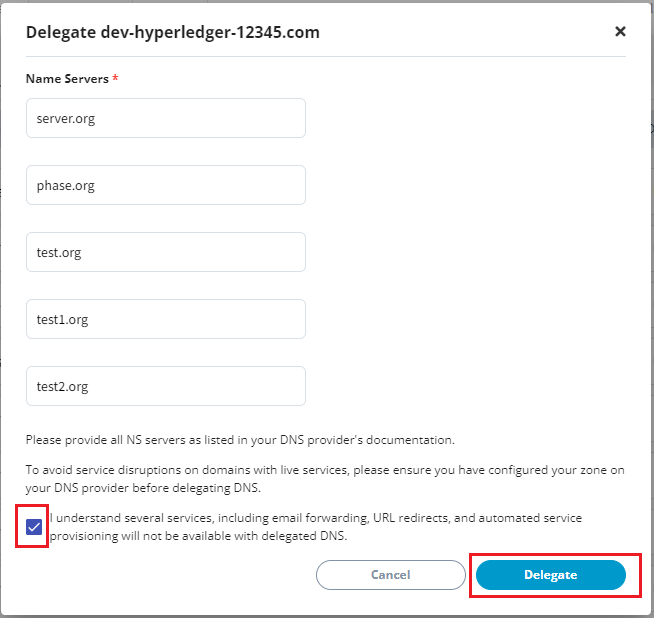 Delegate dev-hyperledger-12345.com
Name Servers *
server.org
phase.org
test.org
test1.org
test2.org
Please provide all NS servers as listed in your DNS provider's documentation.
To avoid service disruptions on domains with live services, please ensure you have configured your zone on
your DNS provider before delegating DNS.
I understand several services, including email forwarding, URL redirects, and automated service
provisioning will not be available with delegated DNS.
Cancel
Delegate